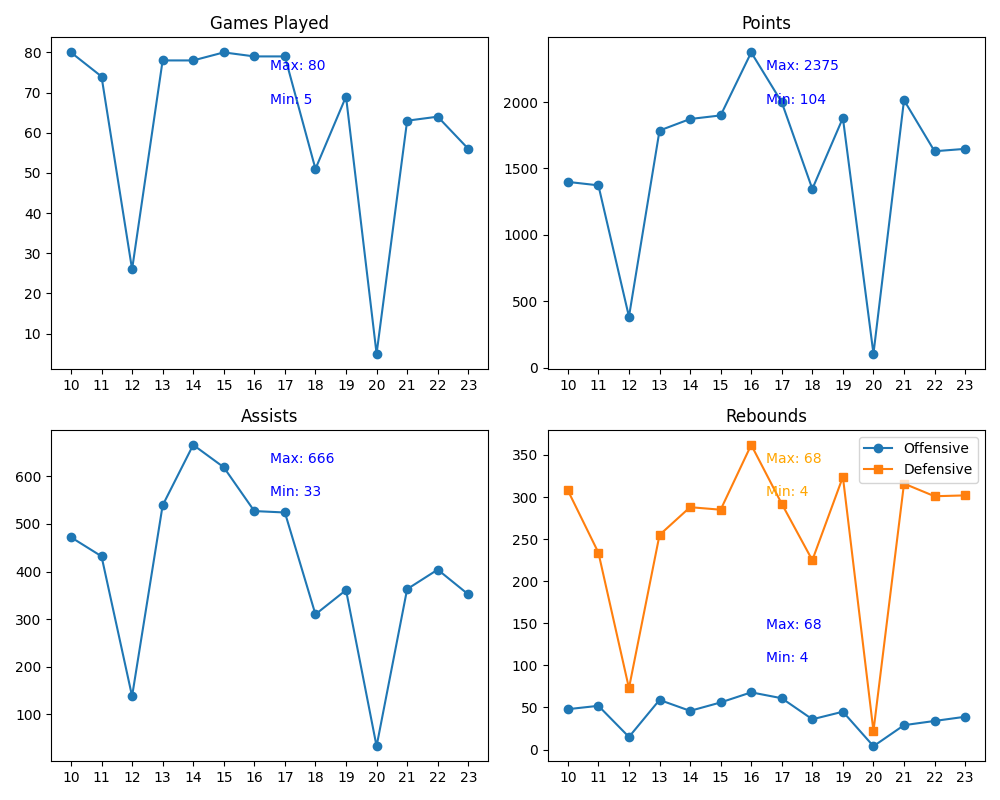 Games Played
80
70
60
50
40
30
20
10
Max: 80
Min: 5
10 11 12 13 14 15 16 17 18 19 20 21 22 23
Points
2000
1500
1000
500
0
Max: 2375
Min: 104
10 11 12 13 14 15 16 17 18 19 20 21 22 23
Assists
600
500
400
300
200
100
Max: 666
Min: 33
10 11 12 13 14 15 16 17 18 19 20 21 22 23
Rebounds
350
300
250
200
150
100
50
0
Max: 68
Min: 4
Max: 68
Min: 4
Offensive
Defensive
10 11 12 13 14 15 16 17 18 19 20 21 22 23